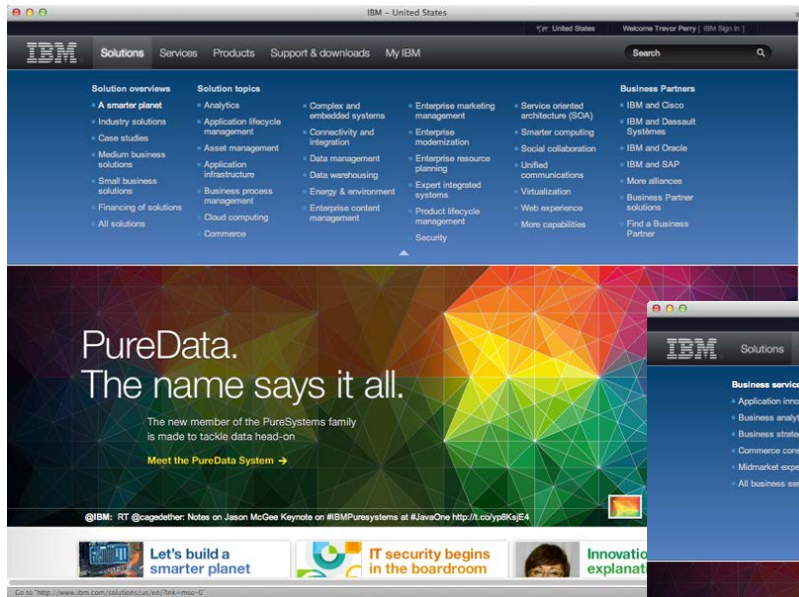 IBM – United States
United States
Welcome Trevor Perry [ IBM Sign in ]
IBM
Solutions
Services
Products
Support & downloads
My IBM
Search
Solution overviews
A smarter planet
Industry solutions
Case studies
Medium business
solutions
Small business
solutions
Financing of solutions
All solutions
Solution topics
Analytics
Application lifecycle
management
Asset management
Application
infrastructure
Business process
management
Cloud computing
Commerce
Complex and
embedded systems
Connectivity and
integration
Data management
Data warehousing
Energy & environment
Enterprise content
management
Enterprise marketing
management
Enterprise
modernization
Enterprise resource
planning
Expert integrated
systems
Product lifecycle
management
Security
Service oriented
architecture (SOA)
Smarter computing
Social collaboration
Unified
communications
Virtualization
Web experience
More capabilities
Business Partners
IBM and Cisco
IBM and Dassault
Systèmes
IBM and Oracle
IBM and SAP
More alliances
Business Partner
solutions
Find a Business
Partner
PureData.
The name says it all.
The new member of the PureSystems family
is made to tackle data head-on
Meet the PureData System →
@IBM: RT @cagedether: Notes on Jason McGee Keynote on #IBMPuresystems at #JavaOne http://t.co/yp8KsjE4
Let's build a
smarter planet
IT security begins
in the boardroom
Innovatio
explanat
Go to "http://www.ibm.com/solutions/us/en/?lnk=mso-0"
IBM
Solutions
Business service
Application inno
Business analyt
Business strate
Commerce cons
Midmarket expe
All business ser